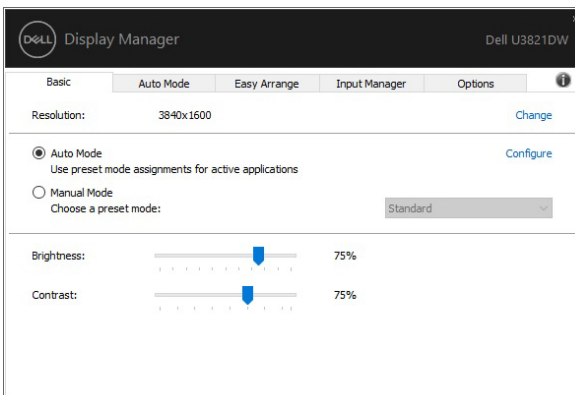 DELL Display Manager Dell U3821DW
Basic Auto Mode Easy Arrange Input Manager Options
Resolution: 3840x1600 Change
Auto Mode Configure
Use preset mode assignments for active applications
Manual Mode
Choose a preset mode: Standard
Brightness: 75%
Contrast: 75%